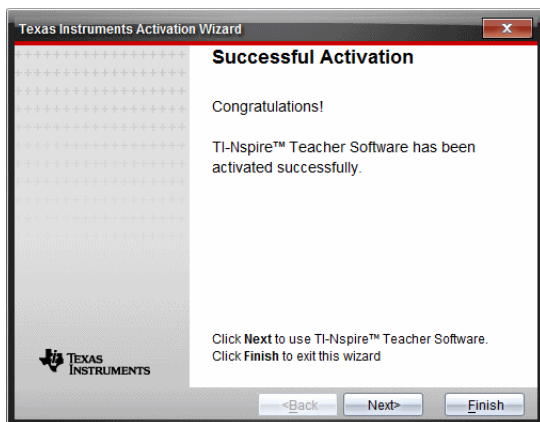 Texas Instruments Activation Wizard
x
Successful Activation
Congratulations!
TI-Nspire™ Teacher Software has been
activated successfully.
Click Next to use TI-Nspire™ Teacher Software.
Click Finish to exit this wizard
TEXAS
INSTRUMENTS
<Back Next> Finish